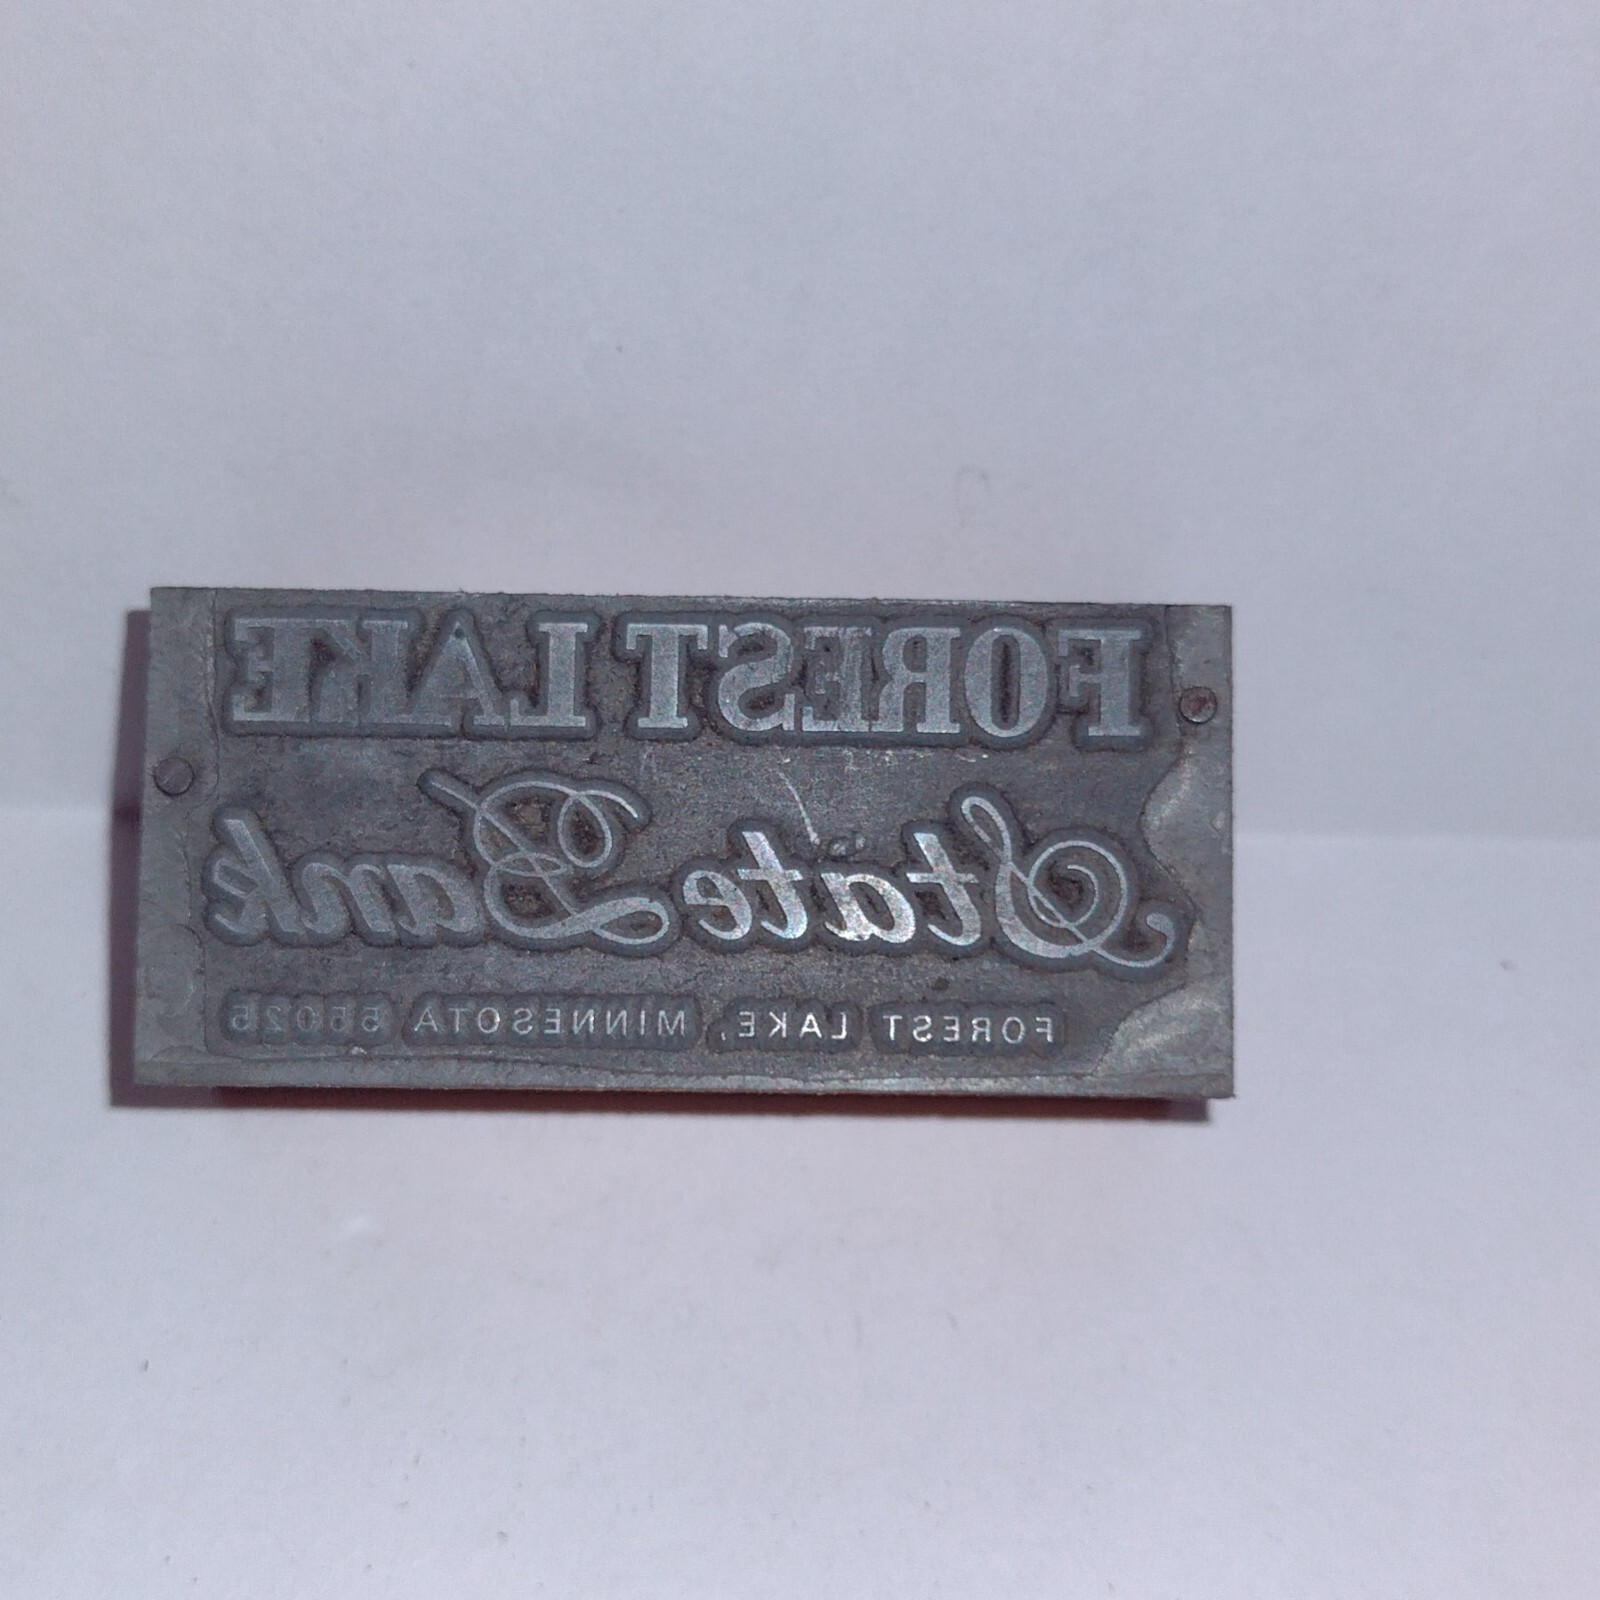 FOREST LAKE
State Bank
FOREST LAKE, MINNESOTA 55025